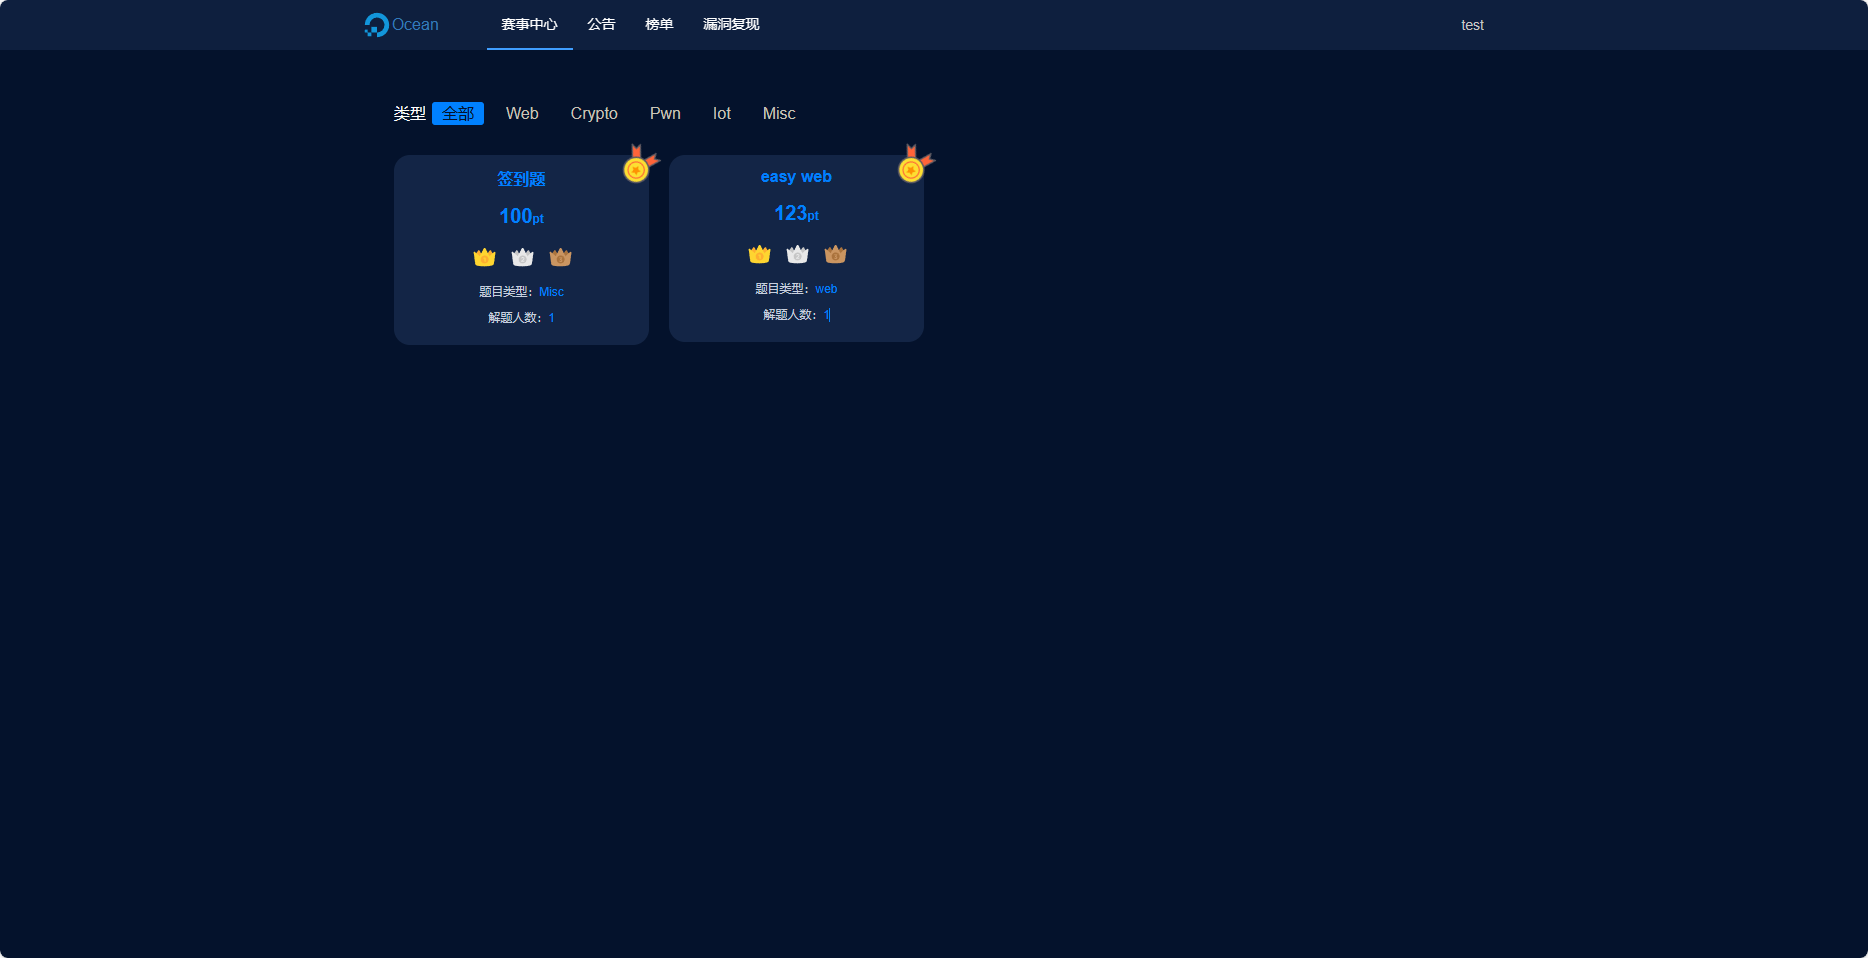 Ocean 赛事中心 公告 榜单 漏洞复现 test
类型 全部 Web Crypto Pwn Iot Misc
签到题
100pt
题目类型：Misc
解题人数：1
easy web
123pt
题目类型：web
解题人数：1